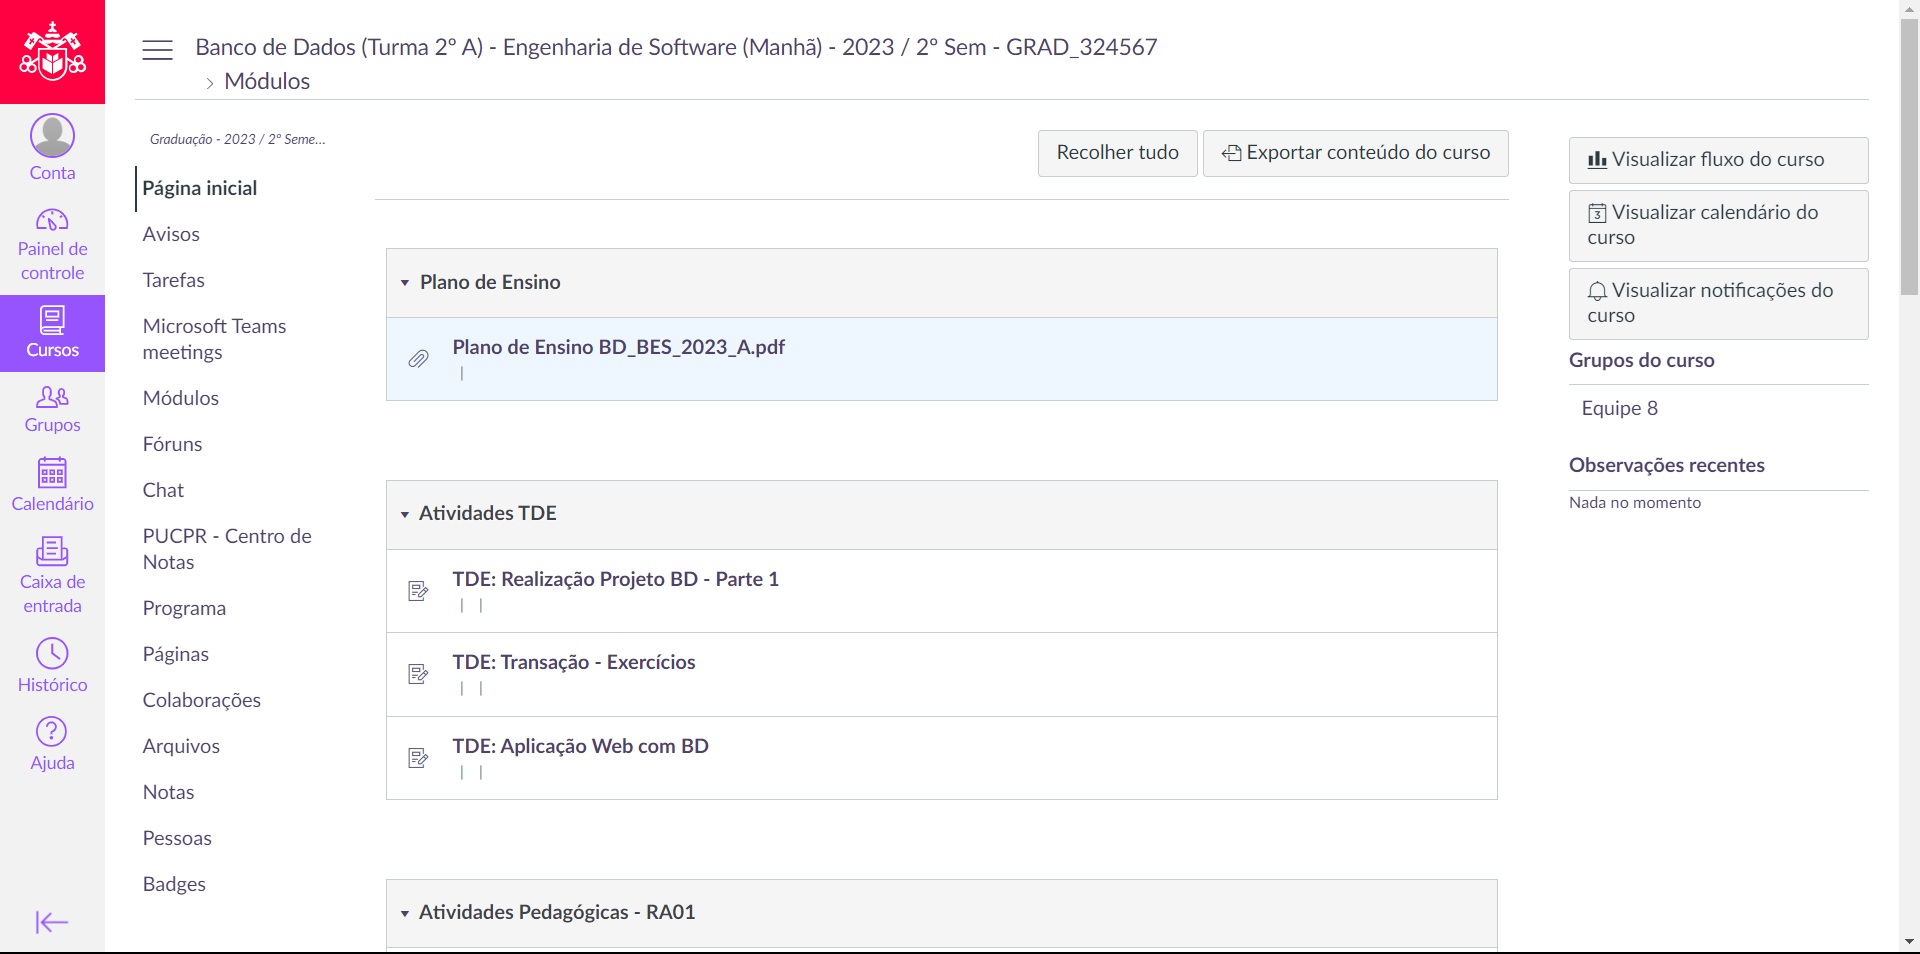 Banco de Dados (Turma 2º A) - Engenharia de Software (Manhã) - 2023 / 2º Sem - GRAD_324567
Módulos
Conta
Painel de
controle
Cursos
Grupos
Calendário
Caixa de
entrada
Histórico
Ajuda
Graduação - 2023 / 2º Seme...
Página inicial
Avisos
Tarefas
Microsoft Teams
meetings
Módulos
Fóruns
Chat
PUCPR - Centro de
Notas
Programa
Páginas
Colaborações
Arquivos
Notas
Pessoas
Badges
Recolher tudo
Exportar conteúdo do curso
Plano de Ensino
Plano de Ensino BD_BES_2023_A.pdf
|
Atividades TDE
TDE: Realização Projeto BD - Parte 1
| |
TDE: Transação - Exercícios
| |
TDE: Aplicação Web com BD
| |
Atividades Pedagógicas - RA01
Visualizar fluxo do curso
3
Visualizar calendário do
curso
Visualizar notificações do
curso
Grupos do curso
Equipe 8
Observações recentes
Nada no momento